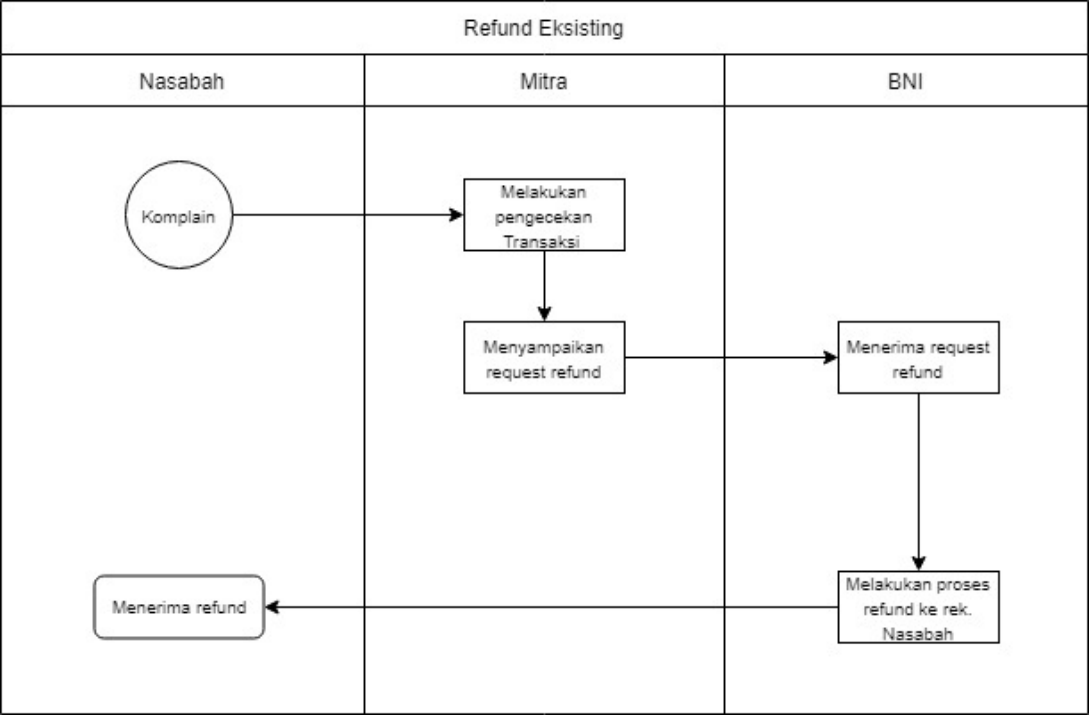 Refund Eksisting
Nasabah
Mitra
BNI
Komplain
Melakukan
pengecekan
Transaksi
Menyampaikan
request refund
Menerima request
refund
Melakukan proses
refund ke rek.
Nasabah
Menerima refund